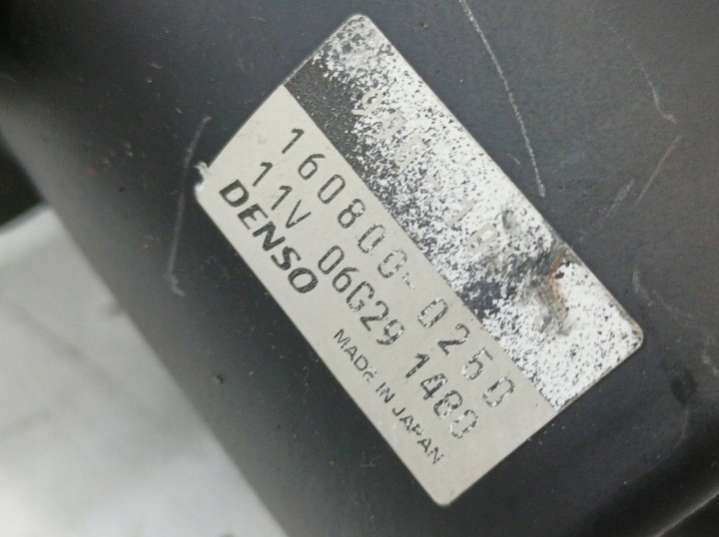 160800-0250
11V 06G29 1480
DENSO
MADE IN JAPAN